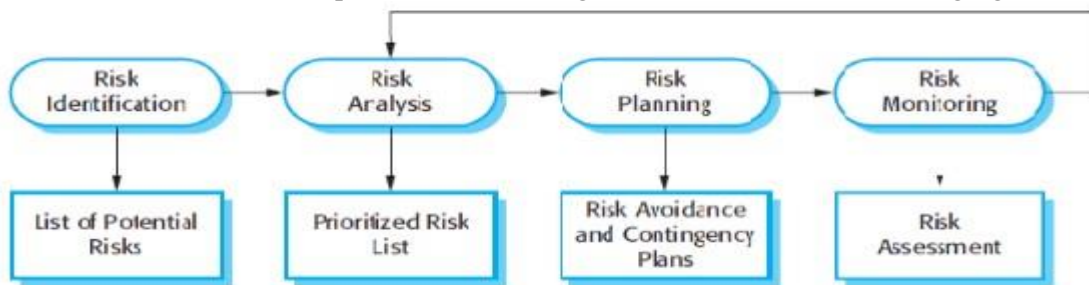 Risk
Identification
Risk
Analysis
Risk
Planning
Risk
Monitoring
List of Potential
Risks
Prioritized Risk
List
Risk Avoidance
and Contingency
Plans
Risk
Assessment